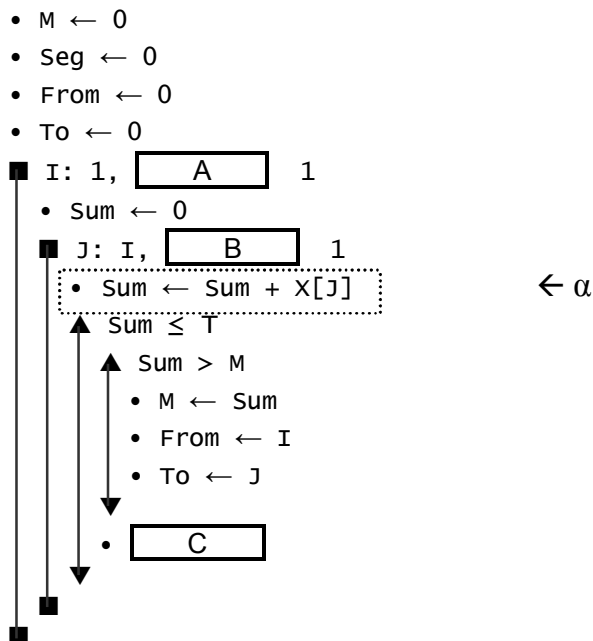 • M ← 0
• Seg ← 0
• From ← 0
• To ← 0
■ I: 1, A 1
• Sum ← 0
■ J: I, B 1
• Sum ← Sum + X[J] ← α
▲ Sum ≤ T
▲ Sum > M
• M ← Sum
• From ← I
• To ← J
• C